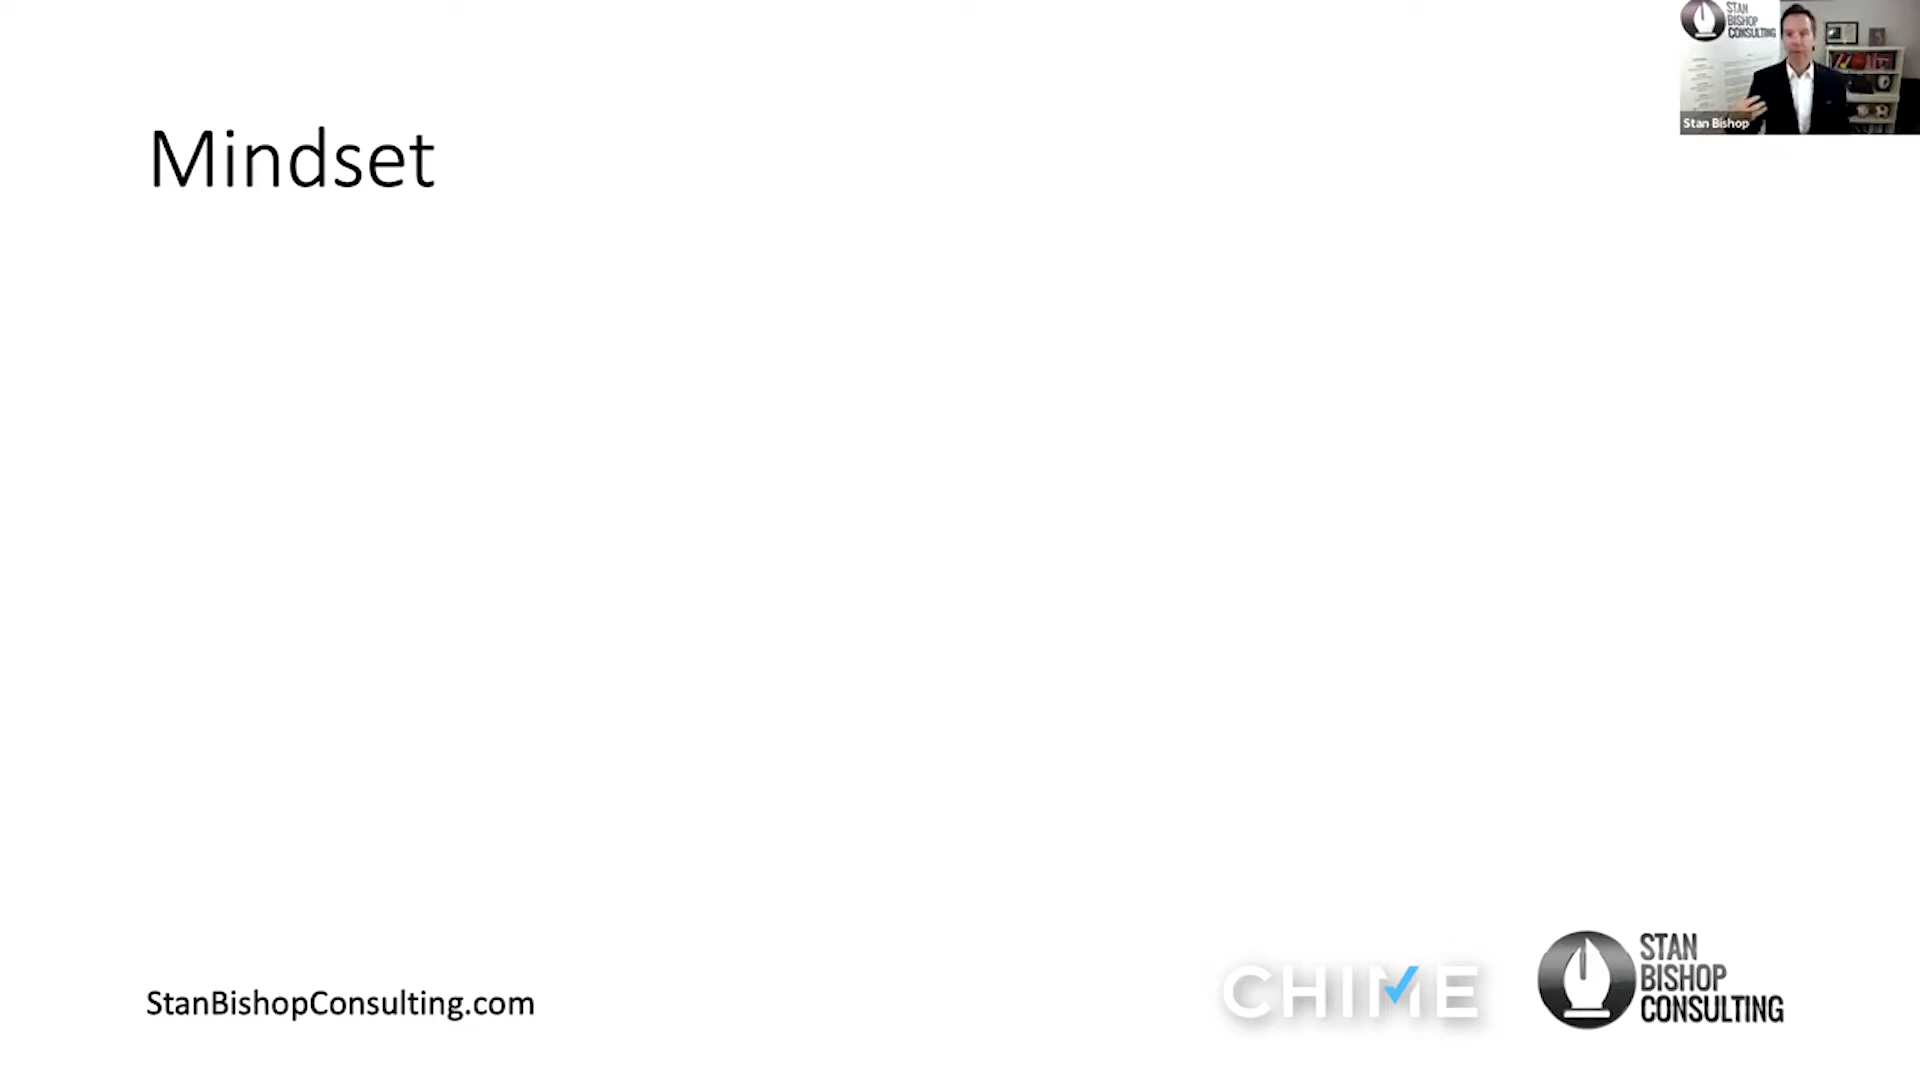 STAN
BISHOP
CONSULTING
Stan Bishop
Mindset
StanBishopConsulting.com
CHIME
STAN
BISHOP
CONSULTING